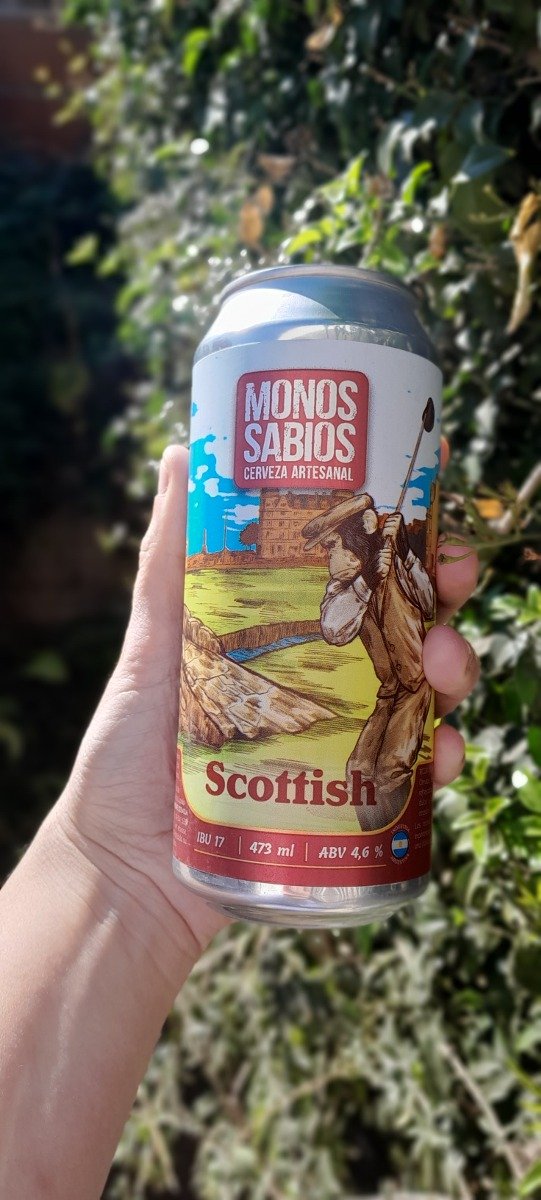 MONOS
SABIOS
CERVEZA ARTESANAL
Scottish
IBU 17 | 473 ml | ABV 4,6 %